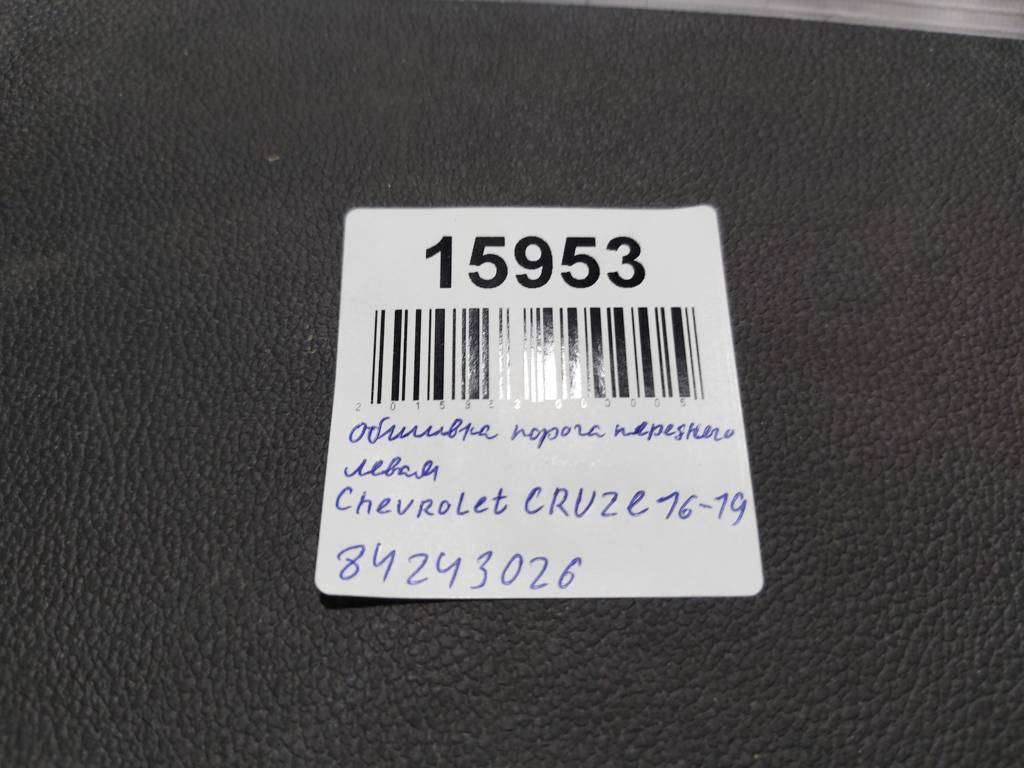 15953
обшивка порога переднего
левая
Chevrolet CRUZe 16-19
84243026